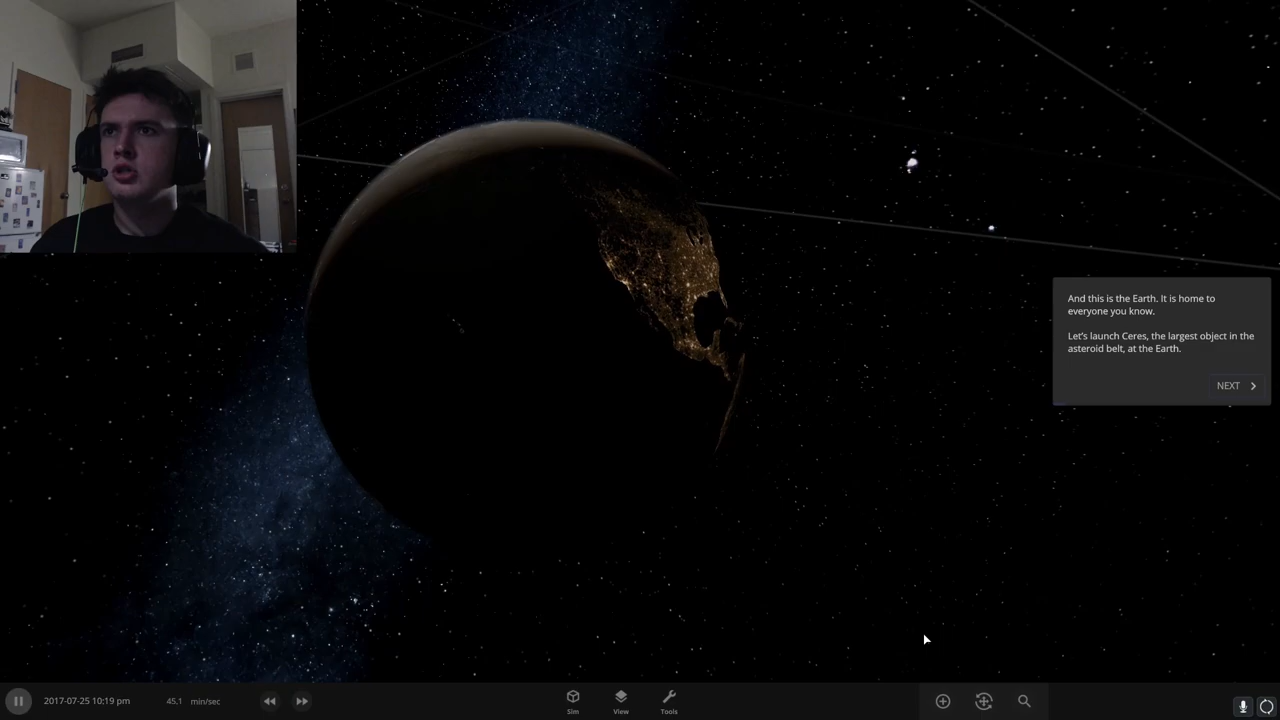 And this is the Earth. It is home to
everyone you know.
Let's launch Ceres, the largest object in the
asteroid belt, at the Earth.
NEXT
2017-07-25 10:19 pm
45.1 min/sec
Sim
View
Tools